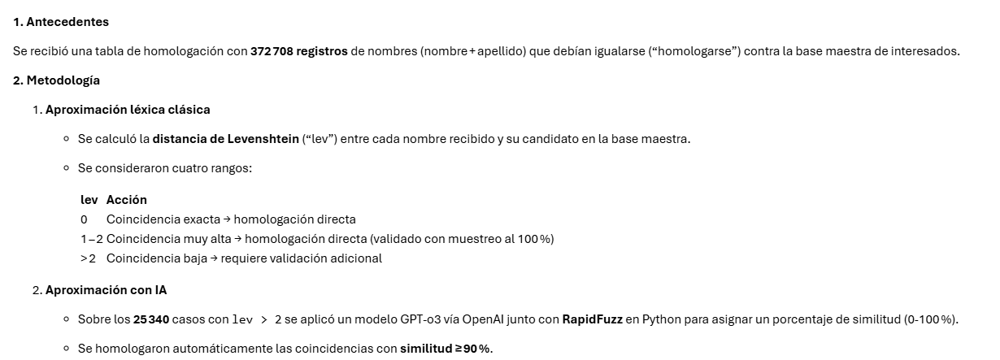 1. Antecedentes
Se recibió una tabla de homologación con 372 708 registros de nombres (nombre + apellido) que debían igualarse (“homologarse”) contra la base maestra de interesados.
2. Metodología
1. Aproximación léxica clásica
◦ Se calculó la distancia de Levenshtein (“lev”) entre cada nombre recibido y su candidato en la base maestra.
◦ Se consideraron cuatro rangos:
lev Acción
0 Coincidencia exacta → homologación directa
1–2 Coincidencia muy alta → homologación directa (validado con muestreo al 100 %)
>2 Coincidencia baja → requiere validación adicional
2. Aproximación con IA
◦ Sobre los 25 340 casos con lev > 2 se aplicó un modelo GPT-o3 vía OpenAI junto con RapidFuzz en Python para asignar un porcentaje de similitud (0-100 %).
◦ Se homologaron automáticamente las coincidencias con similitud ≥ 90 %.